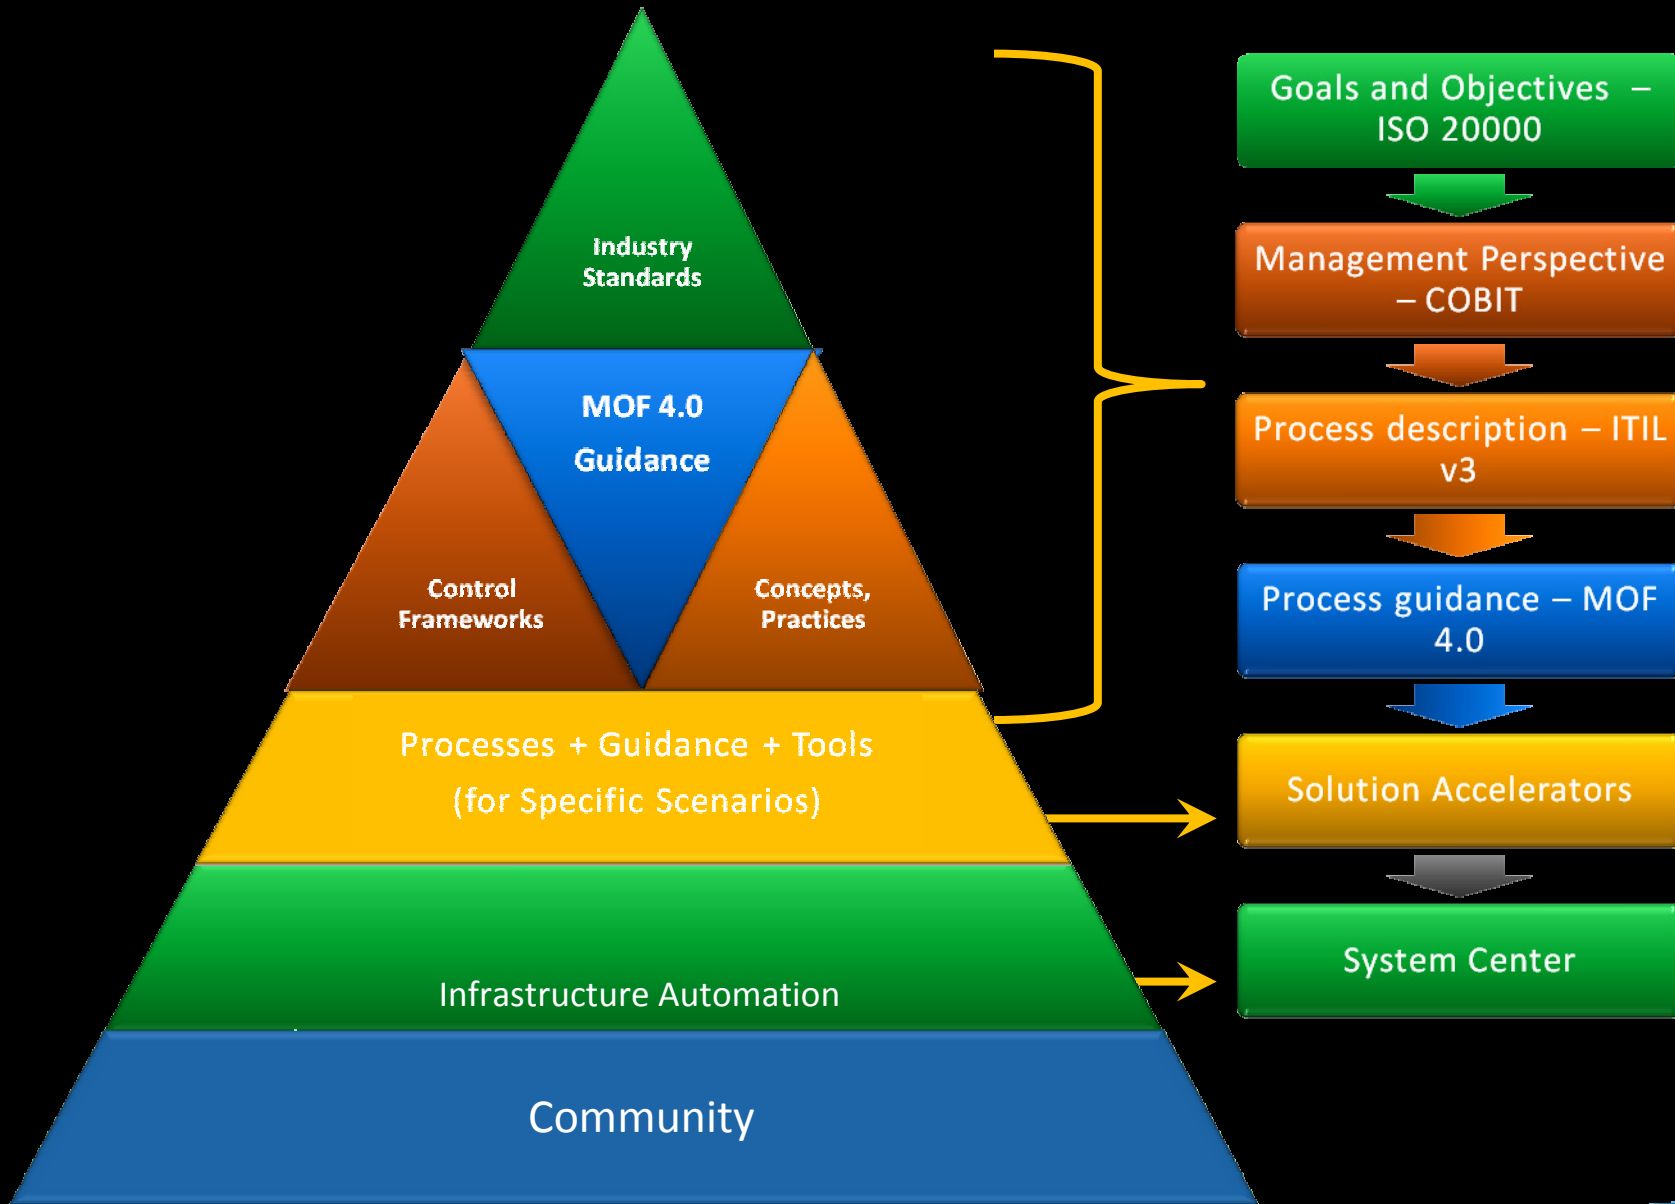 Industry
Standards
MOF 4.0
Guidance
Control
Frameworks
Concepts,
Practices
Processes + Guidance + Tools
(for Specific Scenarios)
Infrastructure Automation
Community
Goals and Objectives –
ISO 20000
Management Perspective
– COBIT
Process description – ITIL
v3
Process guidance – MOF
4.0
Solution Accelerators
System Center